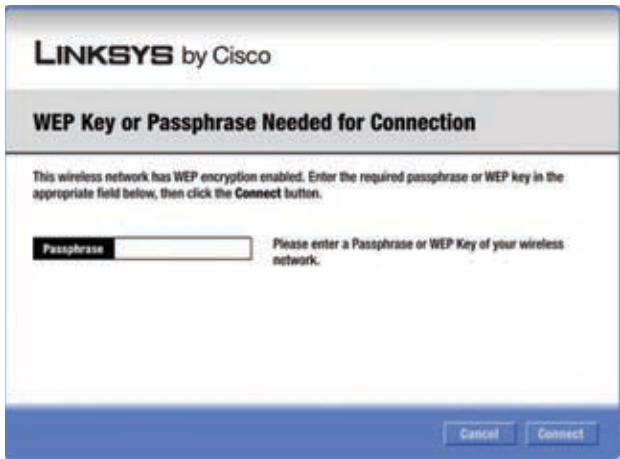 LINKSYS by Cisco
WEP Key or Passphrase Needed for Connection
This wireless network has WEP encryption enabled. Enter the required passphrase or WEP key in the
appropriate field below, then click the Connect button.
Passphrase
Please enter a Passphrase or WEP Key of your wireless
network.
Cancel
Connect